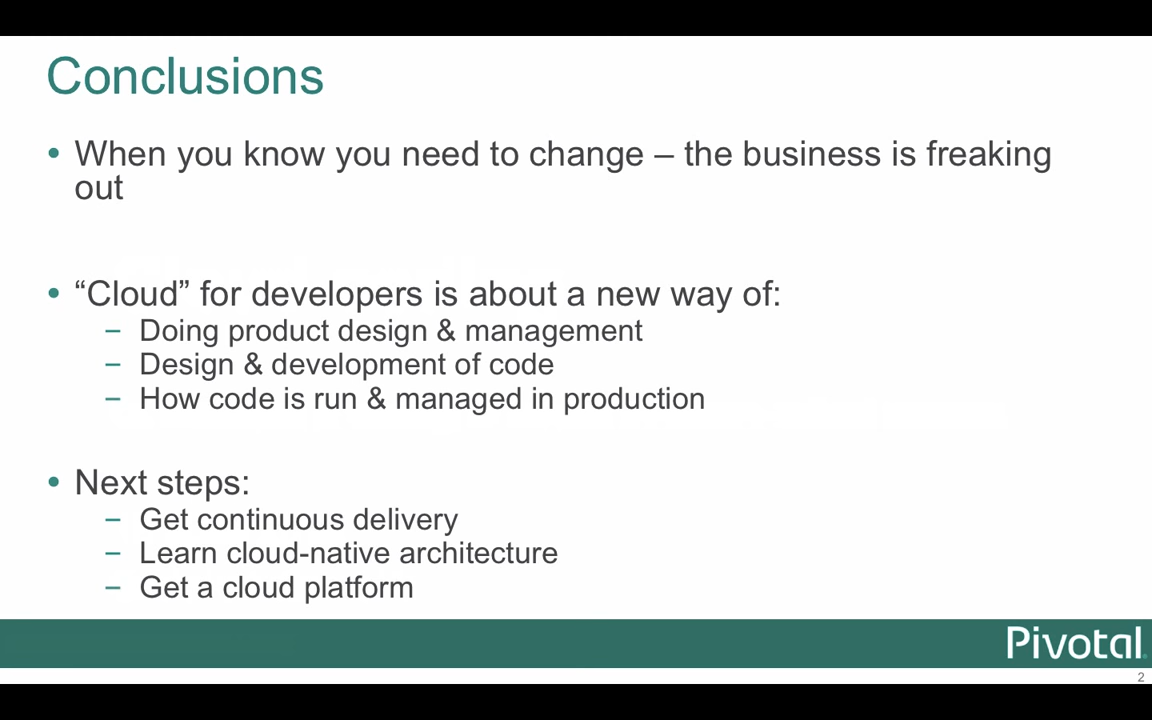 Conclusions
• When you know you need to change – the business is freaking
out
• “Cloud” for developers is about a new way of:
– Doing product design & management
– Design & development of code
– How code is run & managed in production
• Next steps:
– Get continuous delivery
– Learn cloud-native architecture
– Get a cloud platform
Pivotal
2